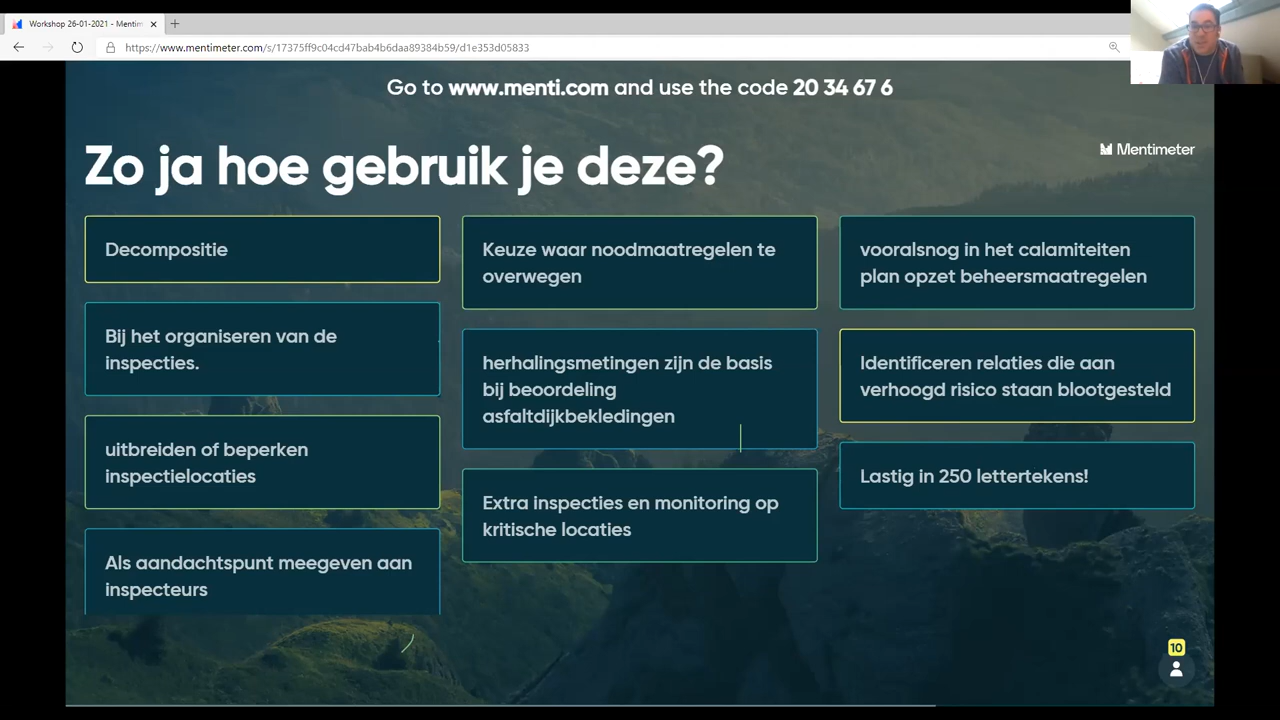 Workshop 26-01-2021 - Mentim
https://www.mentimeter.com/s/17375ff9c04cd47bab4b6daa89384b59/d1e353d05833
Go to www.menti.com and use the code 20 34 67 6
Zo ja hoe gebruik je deze?
Mentimeter
Decompositie
Bij het organiseren van de
inspecties.
uitbreiden of beperken
inspectielocaties
Als aandachtspunt meegeven aan
inspecteurs
Keuze waar noodmaatregelen te
overwegen
herhalingsmetingen zijn de basis
bij beoordeling
asfaltdijkbekledingen
Extra inspecties en monitoring op
kritische locaties
vooralsnog in het calamiteiten
plan opzet beheersmaatregelen
Identificeren relaties die aan
verhoogd risico staan blootgesteld
Lastig in 250 lettertekens!
10